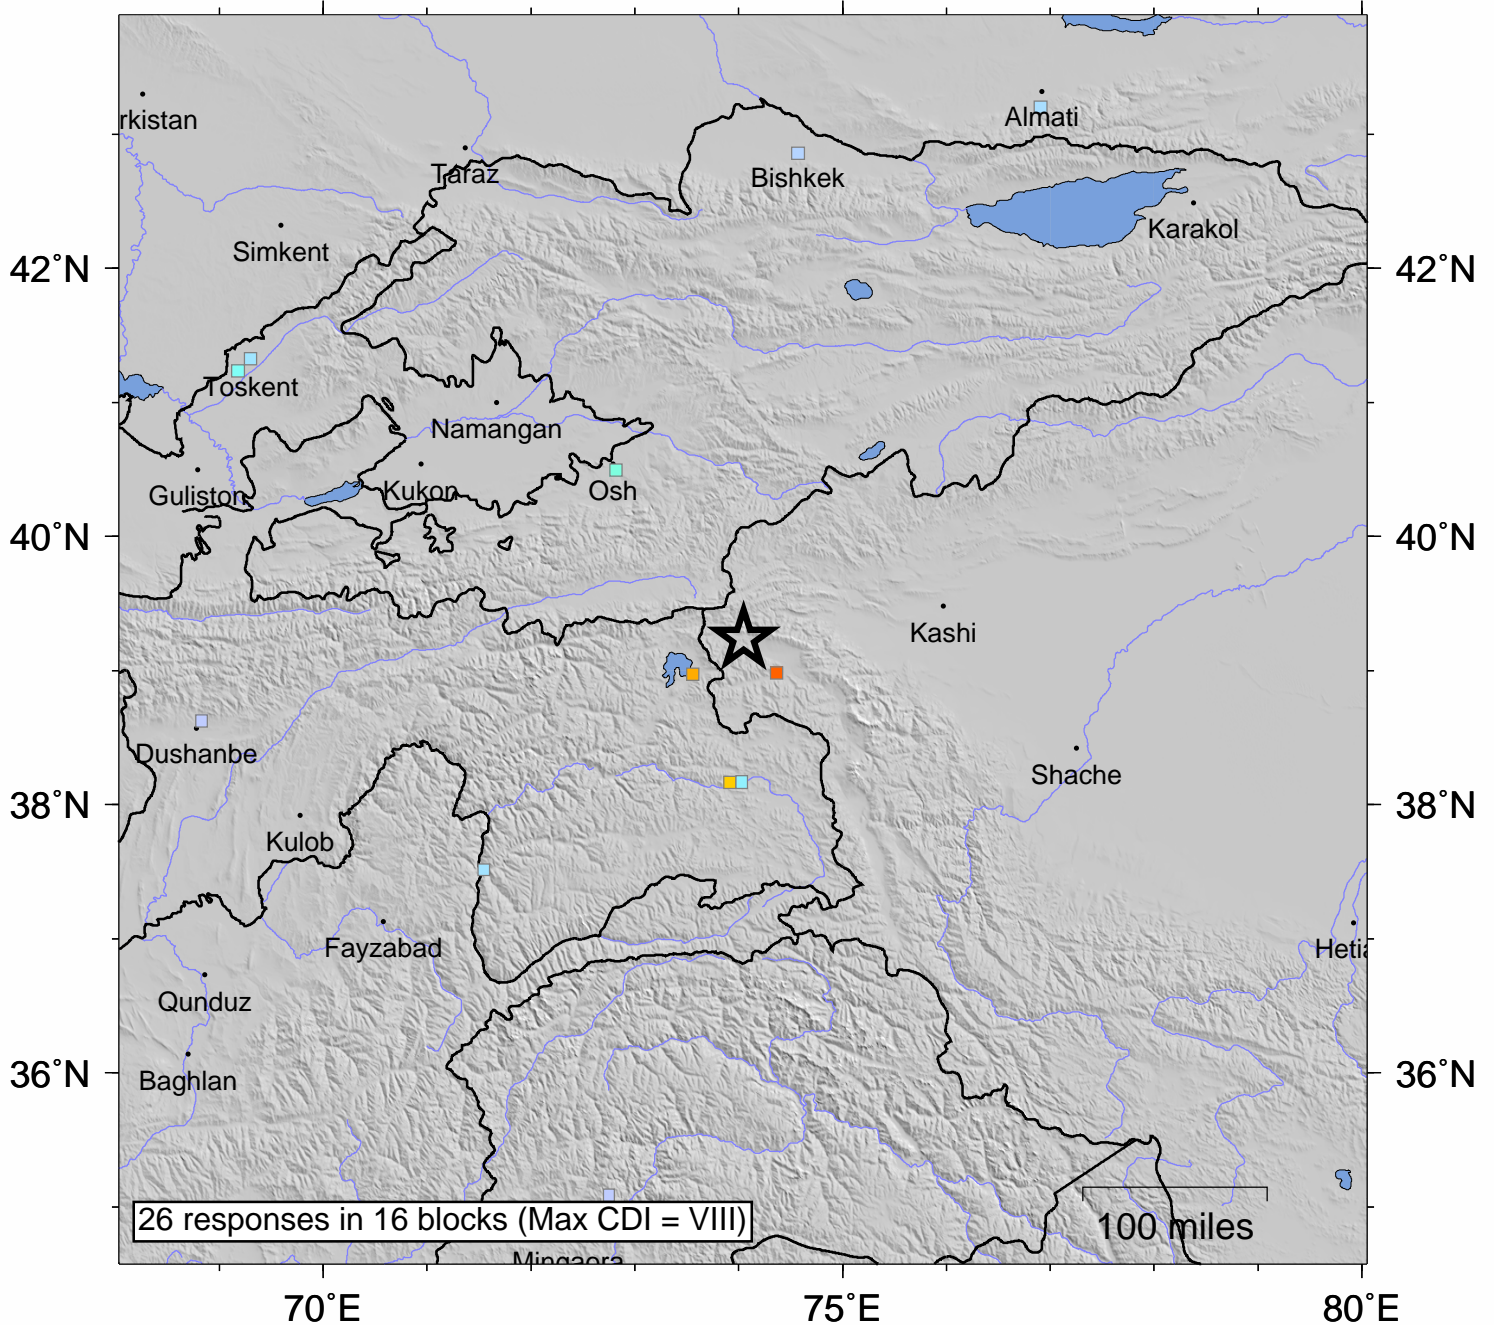 Almati
rkistan
Taraz
Bishkek
Karakol
Simkent
42°N
42°N
Toskent
Namangan
Guliston
Kukon
Osh
40°N
40°N
Kashi
Dushanbe
Shache
38°N
38°N
Kulob
Fayzabad
Hetia
Qunduz
36°N
36°N
Baghlan
26 responses in 16 blocks (Max CDI = VIII)
100 miles
Mingaora
70°E
75°E
80°E